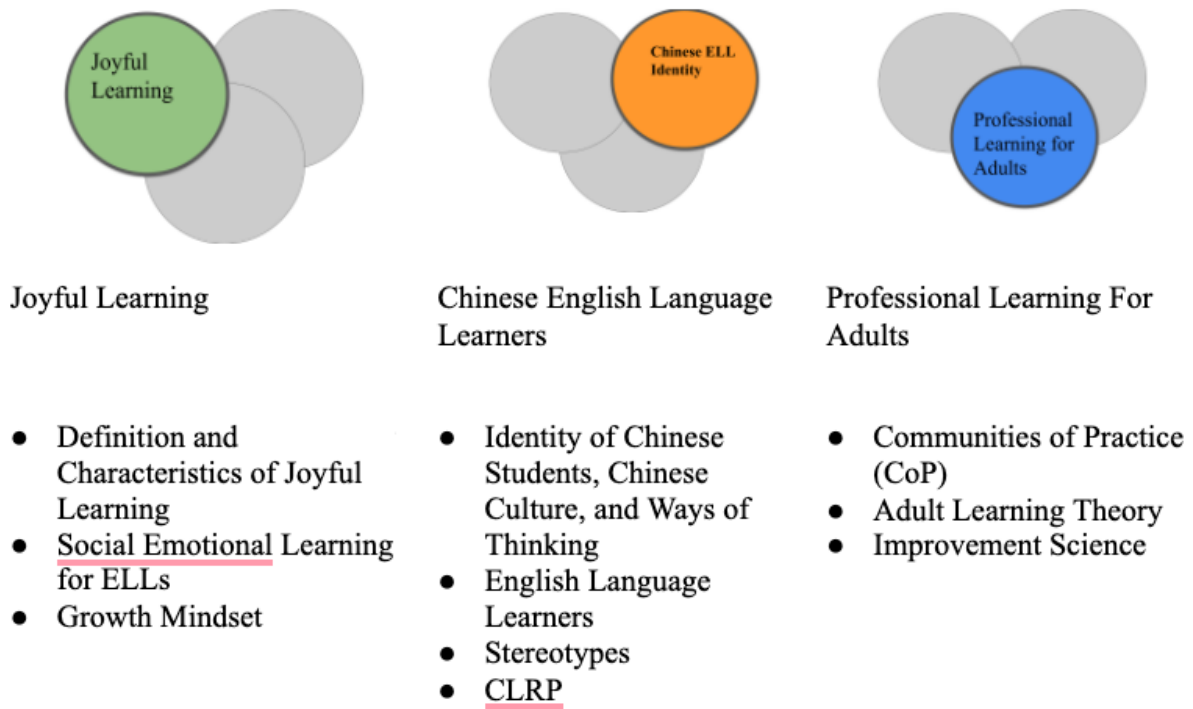 Joyful
Learning
Chinese ELL
Identity
Professional
Learning for
Adults
Joyful Learning
Chinese English Language
Learners
Professional Learning For
Adults
● Definition and
Characteristics of Joyful
Learning
● Social Emotional Learning
for ELLs
● Growth Mindset
● Identity of Chinese
Students, Chinese
Culture, and Ways of
Thinking
● English Language
Learners
● Stereotypes
● CLRP
● Communities of Practice
(CoP)
● Adult Learning Theory
● Improvement Science